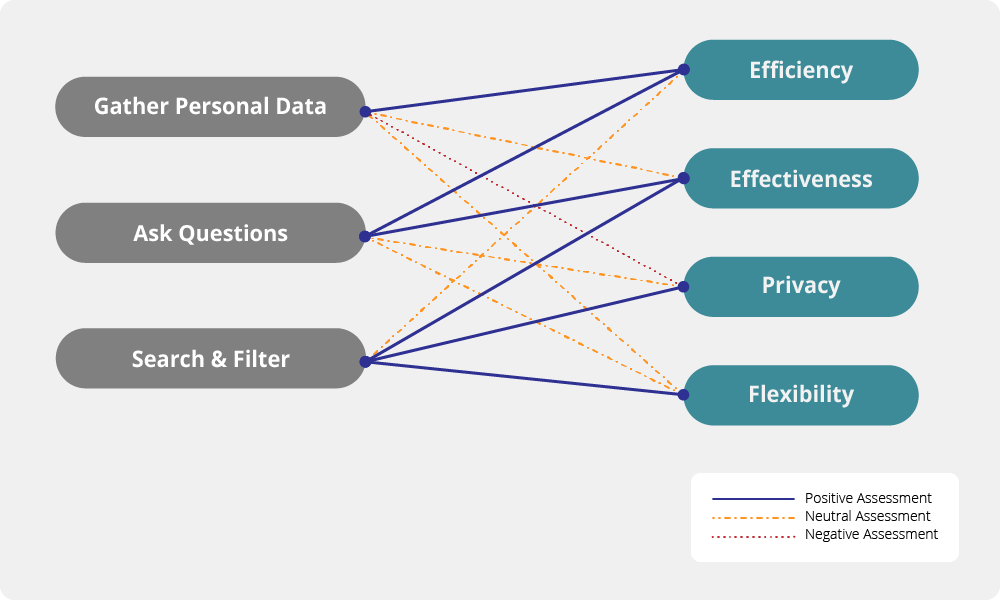 Gather Personal Data
Ask Questions
Search & Filter
Efficiency
Effectiveness
Privacy
Flexibility
Positive Assessment
Neutral Assessment
Negative Assessment